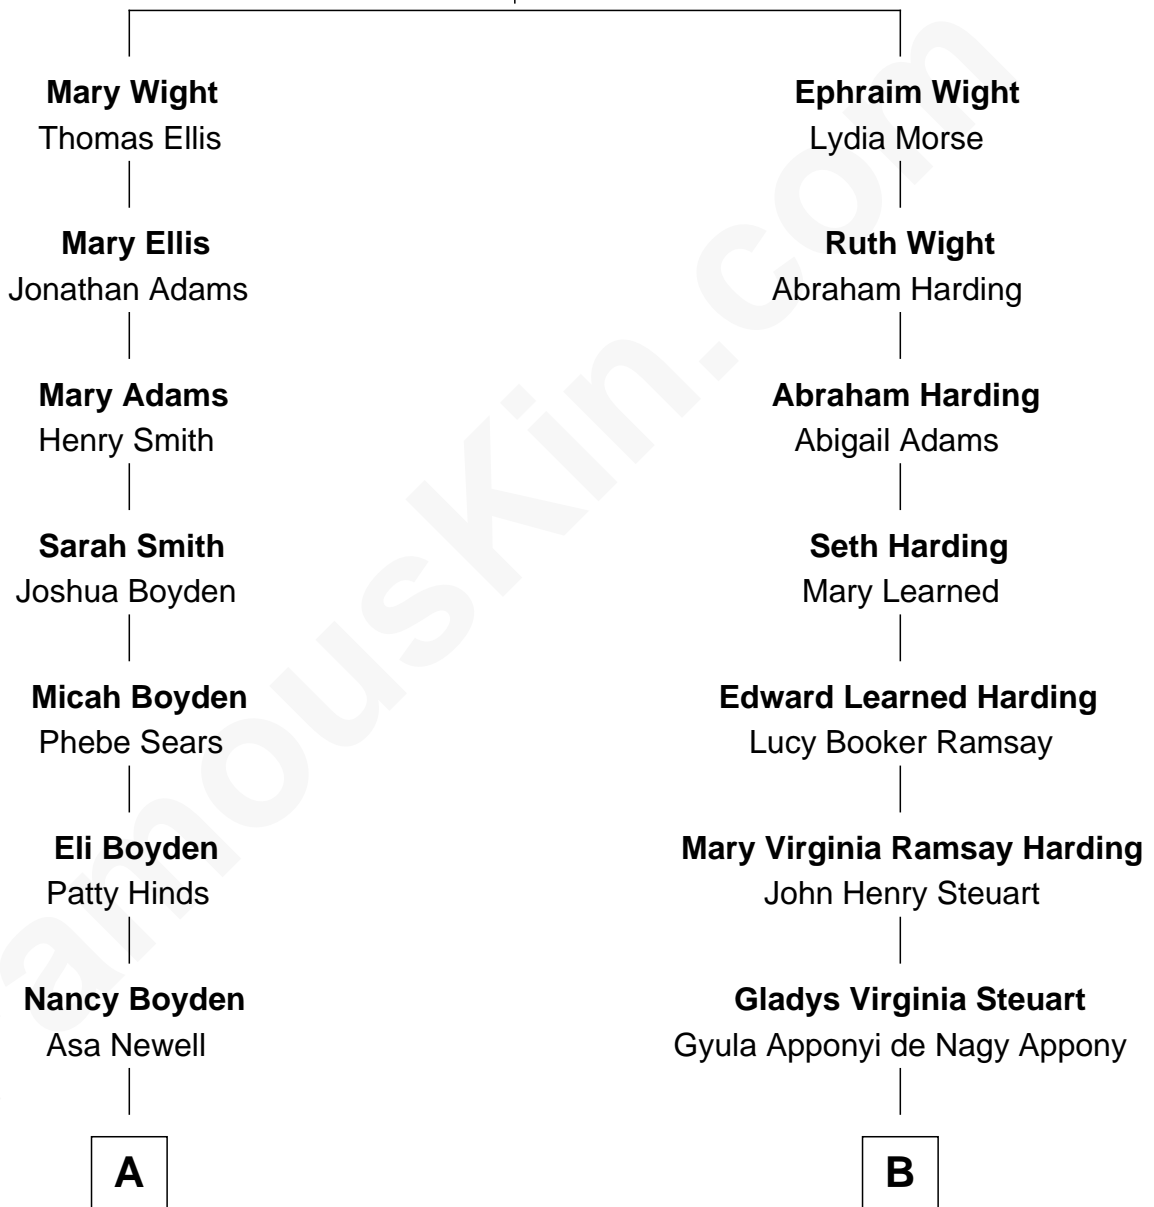 Mary Wight
Thomas Ellis
Mary Ellis
Jonathan Adams
Mary Adams
Henry Smith
Sarah Smith
Joshua Boyden
Micah Boyden
Phebe Sears
Eli Boyden
Patty Hinds
Nancy Boyden
Asa Newell
A
Ephraim Wight
Lydia Morse
Ruth Wight
Abraham Harding
Abraham Harding
Abigail Adams
Seth Harding
Mary Learned
Edward Learned Harding
Lucy Booker Ramsay
Mary Virginia Ramsay Harding
John Henry Steuart
Gladys Virginia Steuart
Gyula Apponyi de Nagy Appony
B
amouskin.com